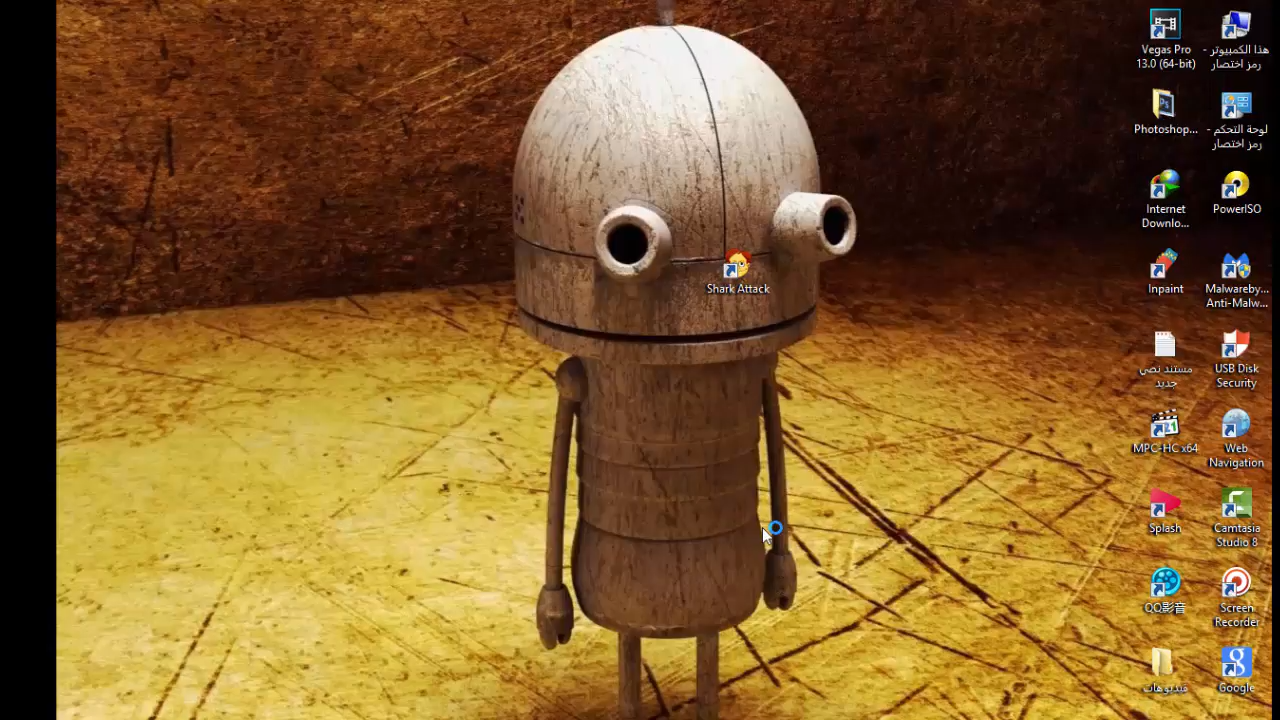 هذا الكمبيوتر -
رمز اختصار
Vegas Pro
13.0 (64-bit)
لوحة التحكم -
رمز اختصار
Photoshop...
PowerISO
Internet
Downlo...
Malwareby...
Anti-Malw...
Inpaint
Shark Attack
USB Disk
Security
مستند نصي
جديد
Web
Navigation
MPC-HC x64
Camtasia
Studio 8
Splash
Screen
Recorder
QQ影音
Google
فيديوهات